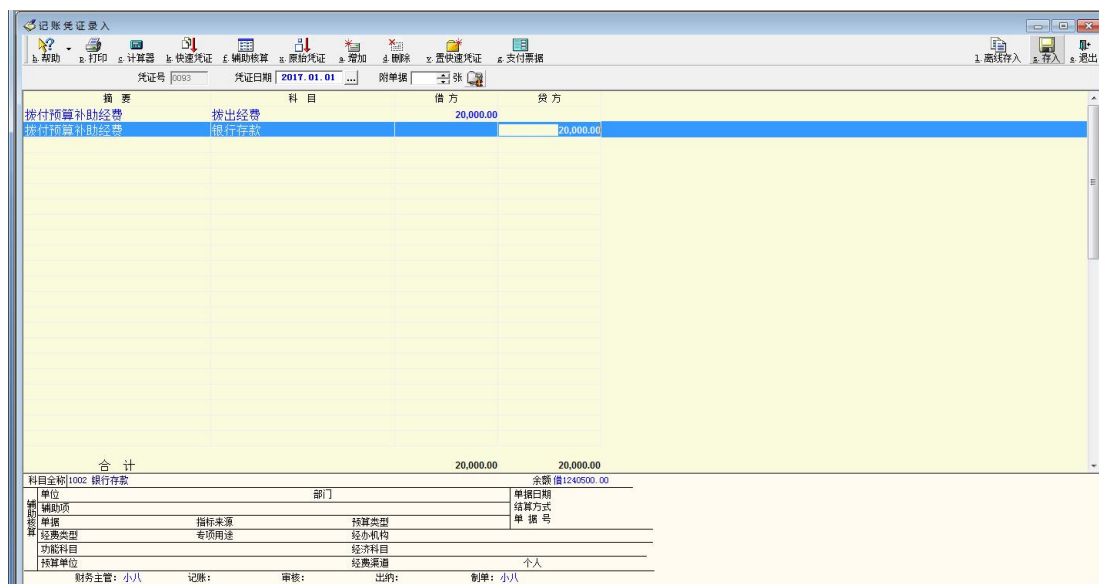 记账凭证录入
h.帮助 p.打印 c.计算器 k.快速凭证 f.辅助核算 z.原始凭证 a.增加 d.删除 v.置快速凭证 g.支付票据 l.离线存入 s.存入 e.退出
凭证号 0093 凭证日期 2017.01.01 ... 附单据 张
摘 要 科 目 借 方 贷 方
拨付预算补助经费 拨出经费 20,000.00
拨付预算补助经费 银行存款 20,000.00
合 计 20,000.00 20,000.00
科目全称 1002 银行存款 余额 借1240500.00
辅助核算
单位 部门 单据日期
辅助项 结算方式
单据 指标来源 预算类型 单 据 号
经费类型 专项用途 经办机构
功能科目 经济科目
预算单位 经费渠道 个人
财务主管: 小八 记账: 审核: 出纳: 制单: 小八